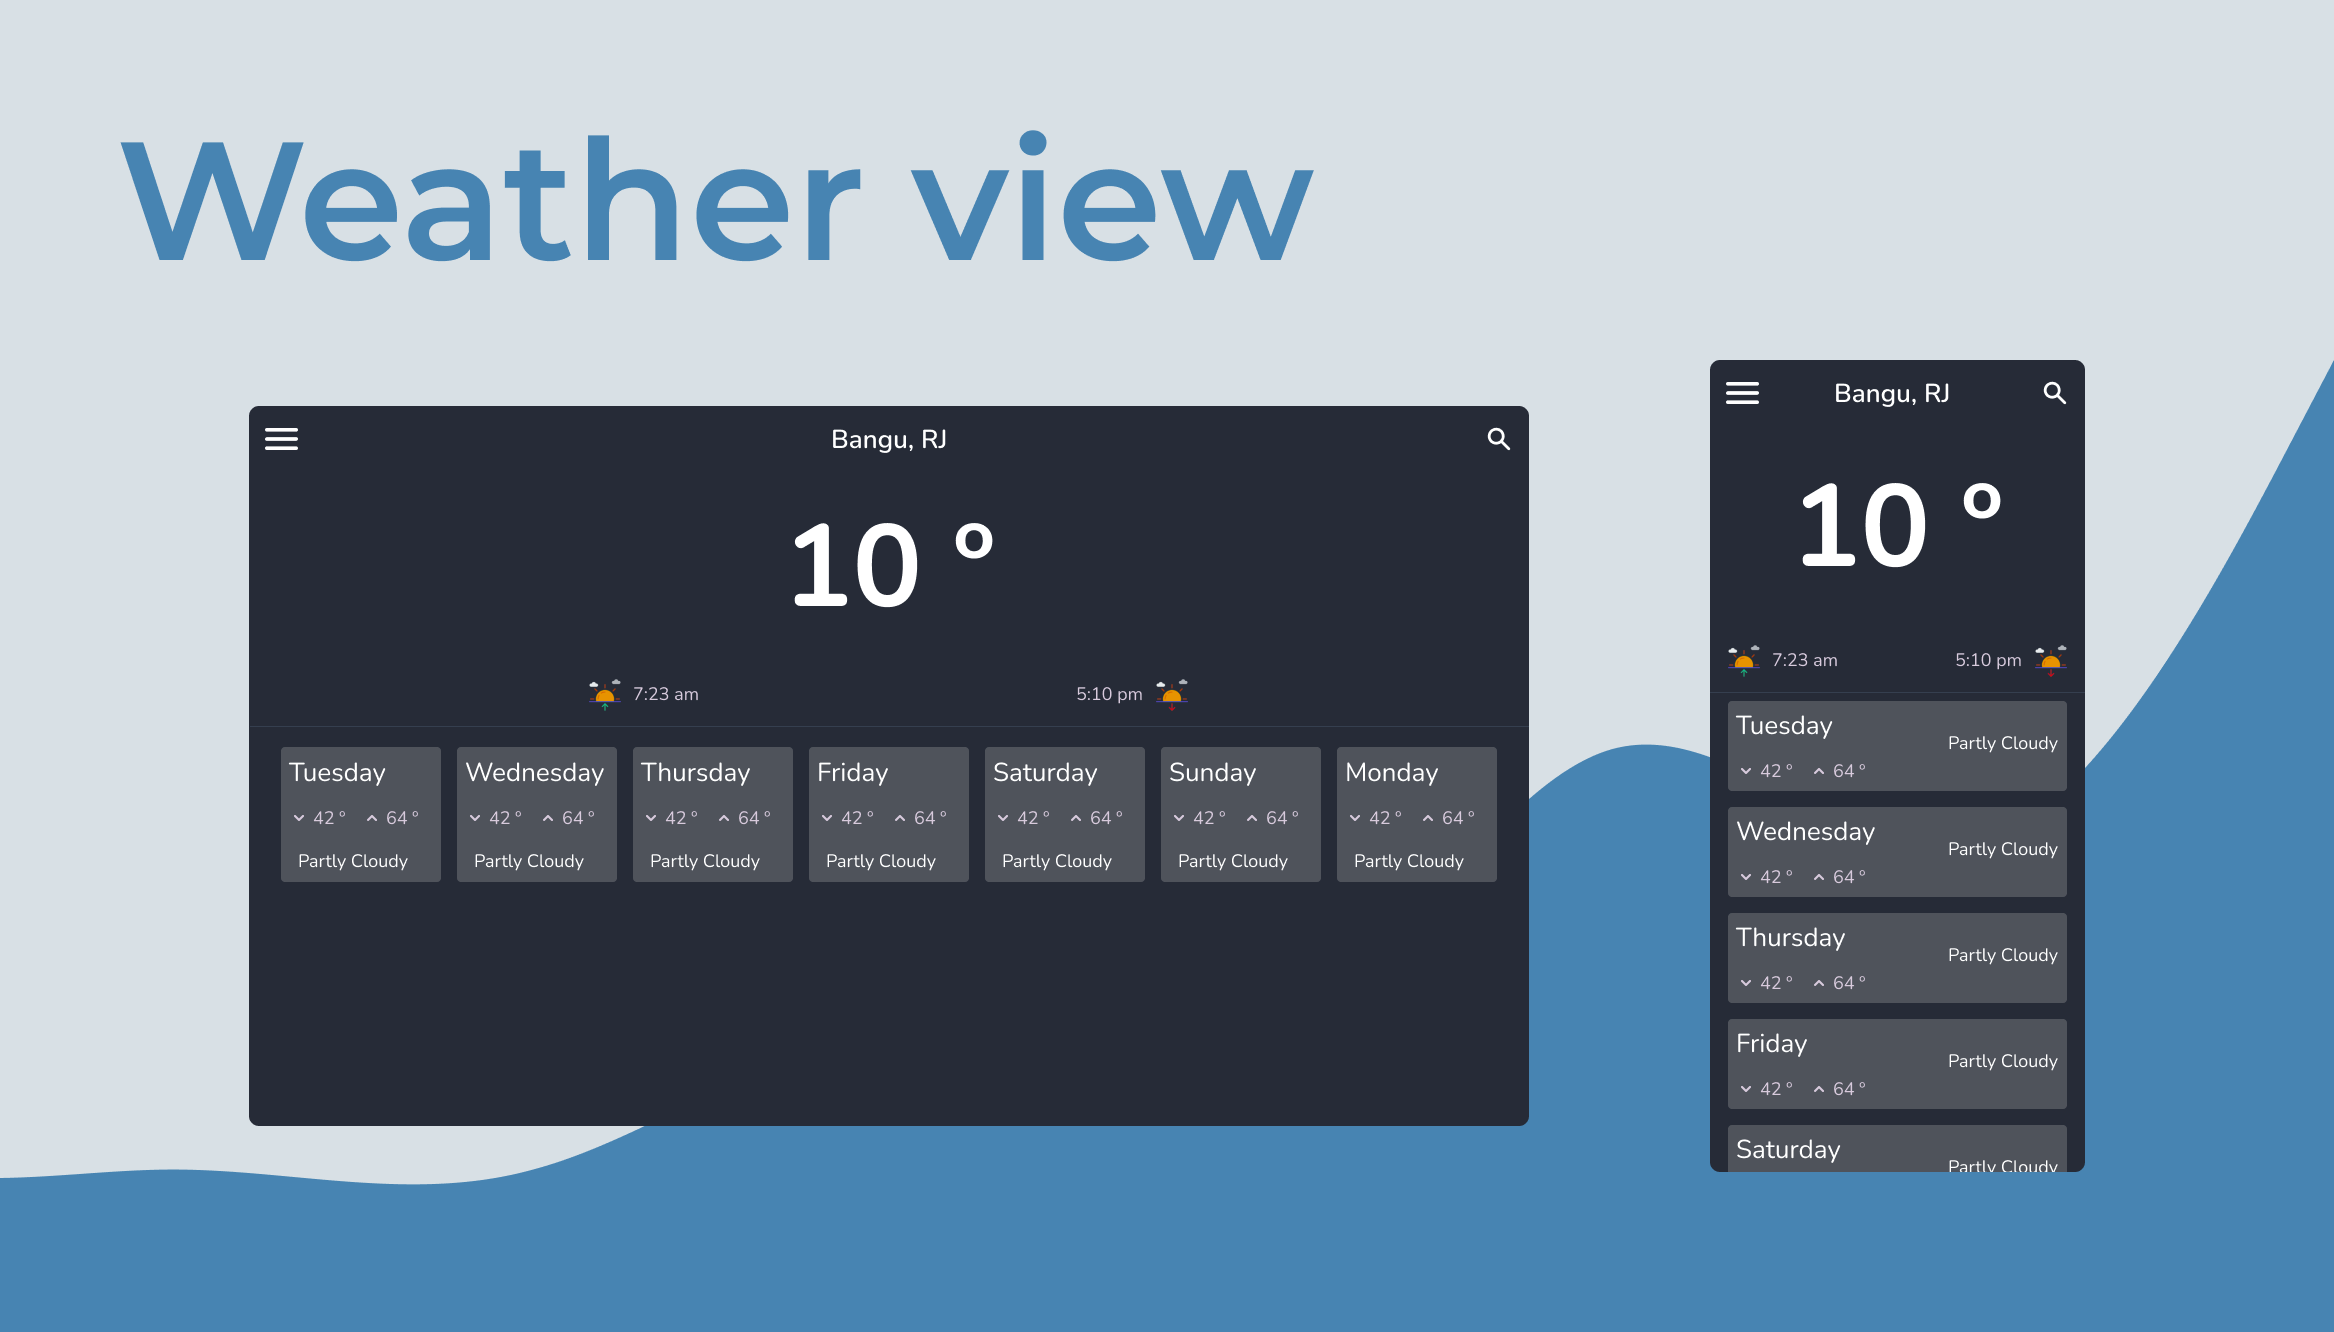 Weather view
Bangu, RJ
10 º
7:23 am
5:10 pm
Tuesday
42 º 64 º
Partly Cloudy
Wednesday
42 º 64 º
Partly Cloudy
Thursday
42 º 64 º
Partly Cloudy
Friday
42 º 64 º
Partly Cloudy
Saturday
42 º 64 º
Partly Cloudy
Sunday
42 º 64 º
Partly Cloudy
Monday
42 º 64 º
Partly Cloudy
Bangu, RJ
10 º
7:23 am
5:10 pm
Tuesday
Partly Cloudy
42 º 64 º
Wednesday
Partly Cloudy
42 º 64 º
Thursday
Partly Cloudy
42 º 64 º
Friday
Partly Cloudy
42 º 64 º
Saturday
Partly Cloudy